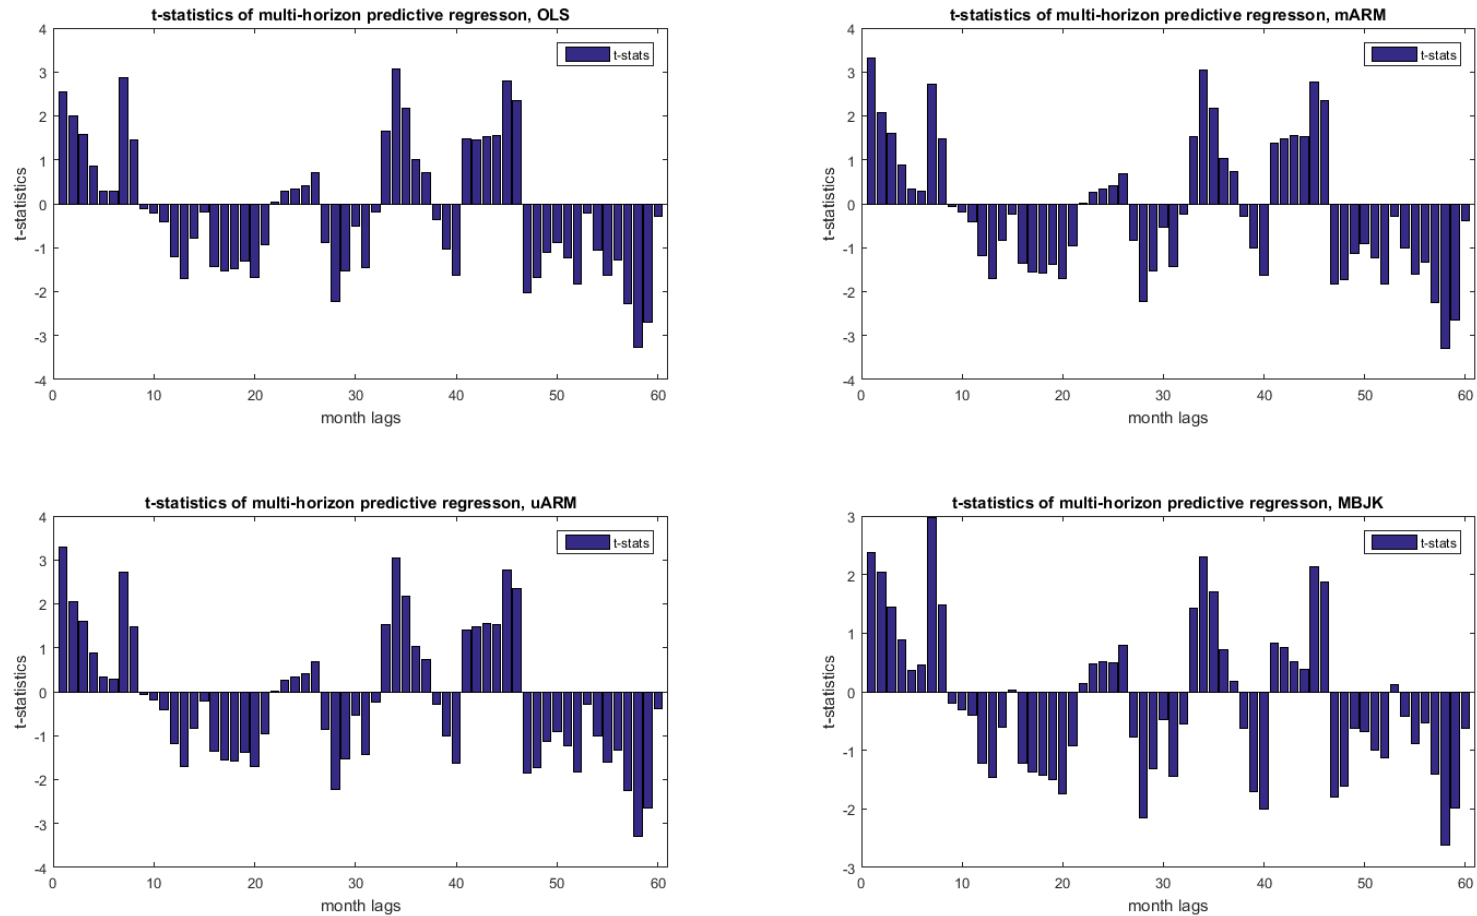 t-statistics of multi-horizon predictive regresson, OLS
t-stats
4
3
2
1
0
-1
-2
-3
-4
t-statistics
0 10 20 30 40 50 60
month lags
t-statistics of multi-horizon predictive regresson, mARM
t-stats
4
3
2
1
0
-1
-2
-3
-4
t-statistics
0 10 20 30 40 50 60
month lags
t-statistics of multi-horizon predictive regresson, uARM
t-stats
4
3
2
1
0
-1
-2
-3
-4
t-statistics
0 10 20 30 40 50 60
month lags
t-statistics of multi-horizon predictive regresson, MBJK
t-stats
3
2
1
0
-1
-2
-3
t-statistics
0 10 20 30 40 50 60
month lags